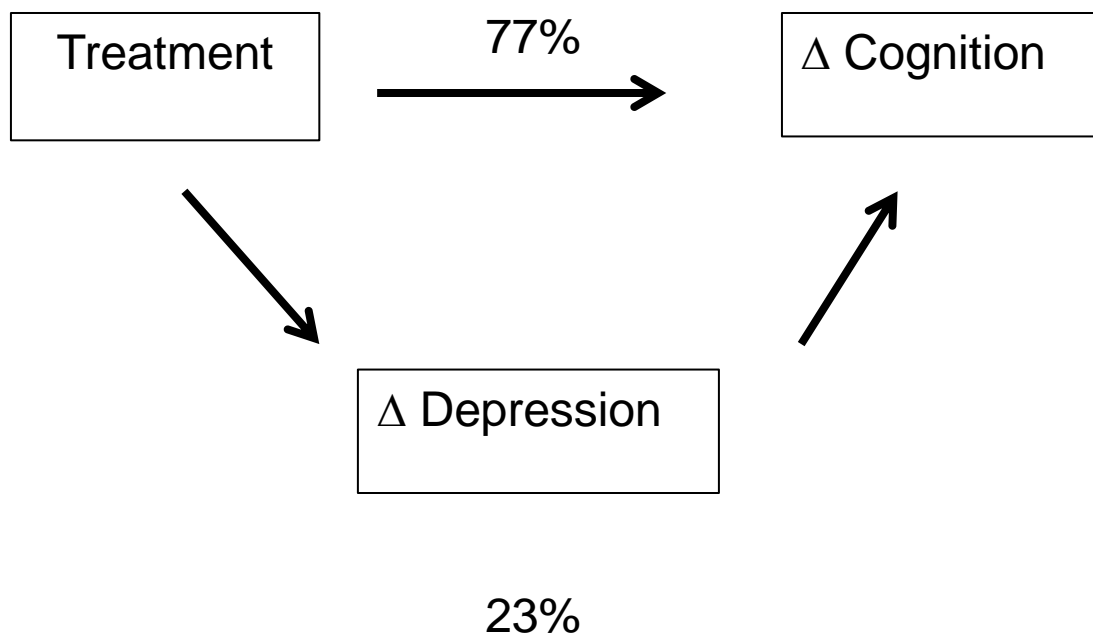 Treatment
77%
Δ Cognition
Δ Depression
23%